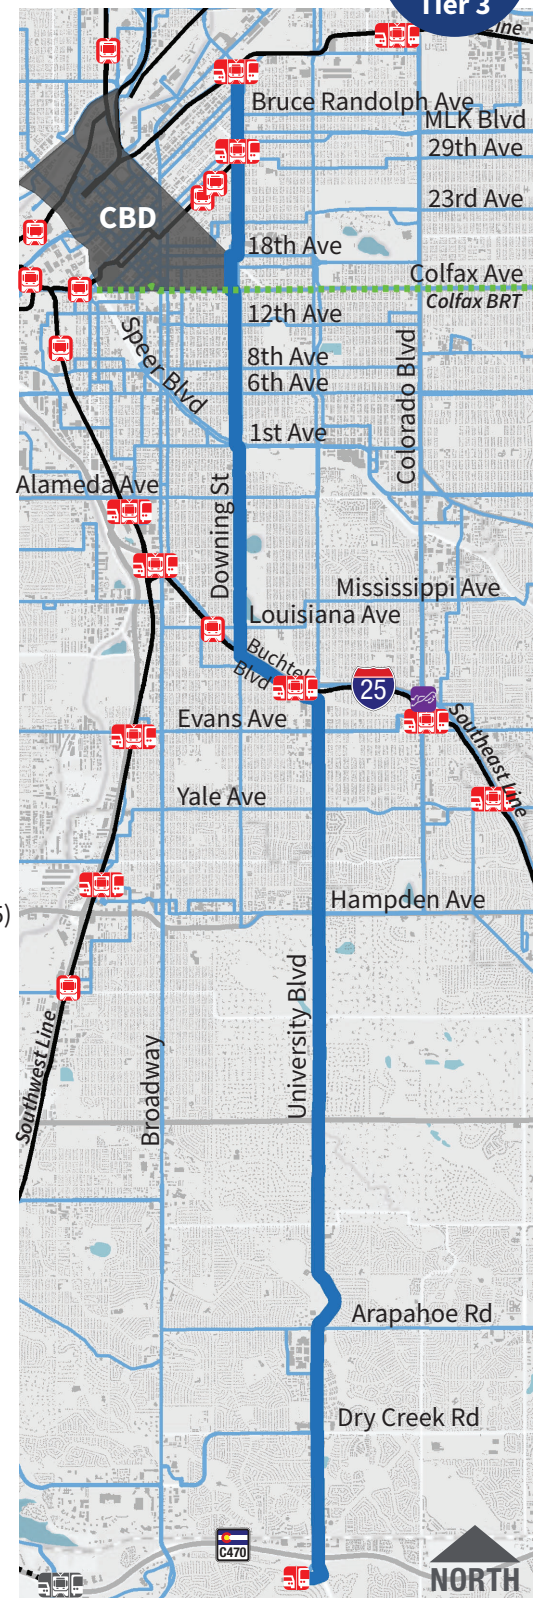 Tier 3
ine
Bruce Randolph Ave
MLK Blvd
29th Ave
23rd Ave
CBD
18th Ave
Colfax Ave
Colfax BRT
12th Ave
Speer Blvd
8th Ave
6th Ave
Colorado Blvd
1st Ave
Alameda Ave
Downing St
Mississippi Ave
Louisiana Ave
Buchtel
Blvd
25
Evans Ave
Southeast Line
Yale Ave
Hampden Ave
5)
University Blvd
Southwest Line
Broadway
Arapahoe Rd
Dry Creek Rd
C470
NORTH